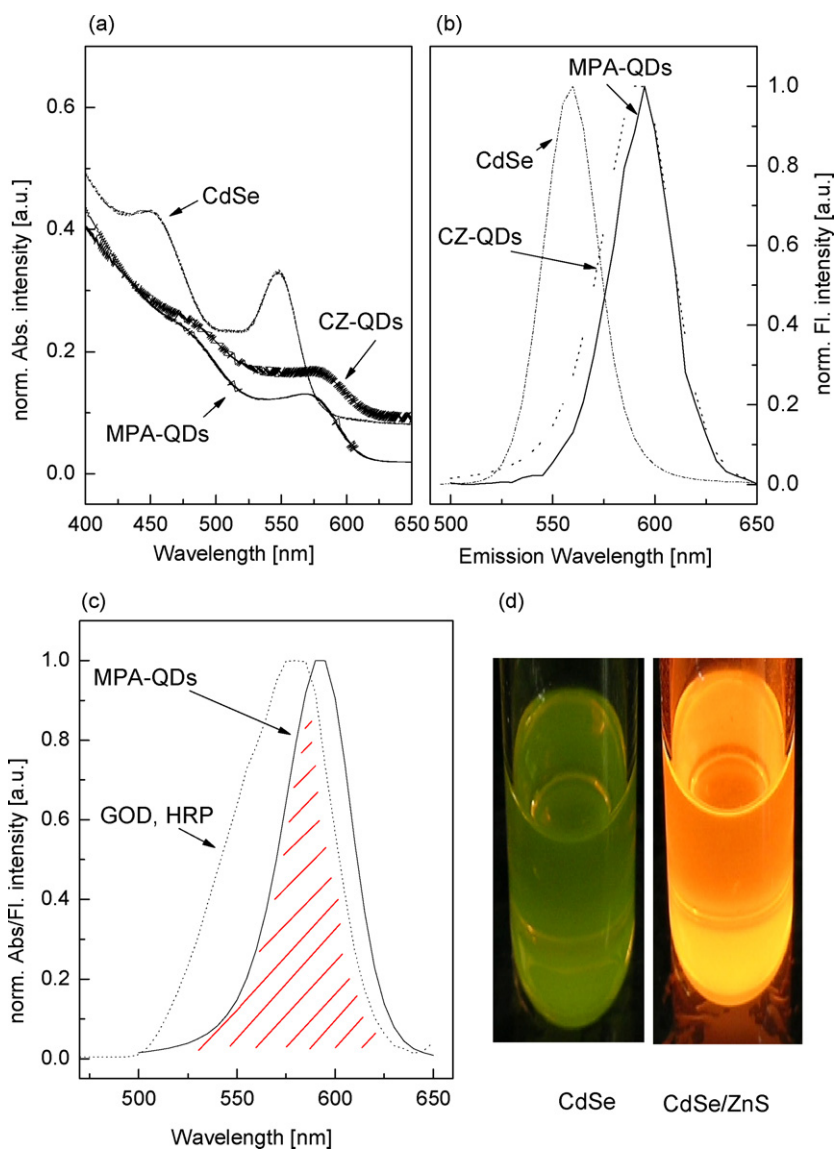 (a)
0.6
0.4
0.2
0.0
norm. Abs. intensity [a.u.]
CdSe
CZ-QDs
MPA-QDs
400 450 500 550 600 650
Wavelength [nm]
(b)
MPA-QDs
CdSe
CZ-QDs
1.0
0.8
0.6
0.4
0.2
0.0
norm. Fl. intensity [a.u.]
500 550 600 650
Emission Wavelength [nm]
(c)
1.0
0.8
0.6
0.4
0.2
0.0
norm. Abs/Fl. intensity [a.u.]
MPA-QDs
GOD, HRP
500 550 600 650
Wavelength [nm]
(d)
CdSe CdSe/ZnS